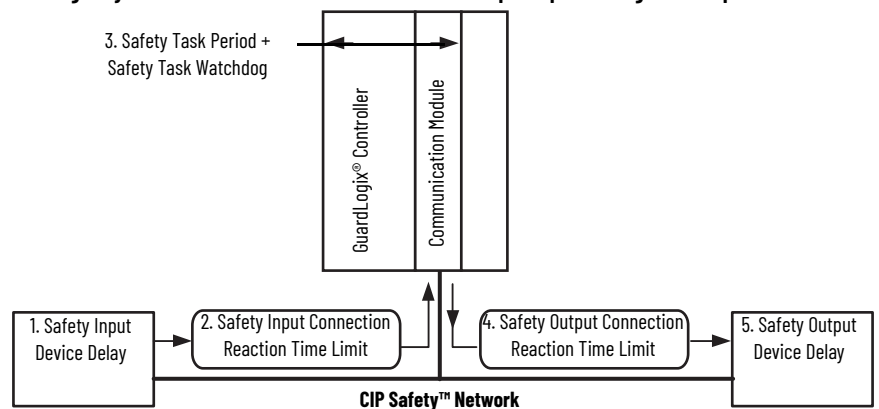 3. Safety Task Period +
Safety Task Watchdog
GuardLogix® Controller
Communication Module
1. Safety Input
Device Delay
2. Safety Input Connection
Reaction Time Limit
4. Safety Output Connection
Reaction Time Limit
5. Safety Output
Device Delay
CIP Safety™ Network